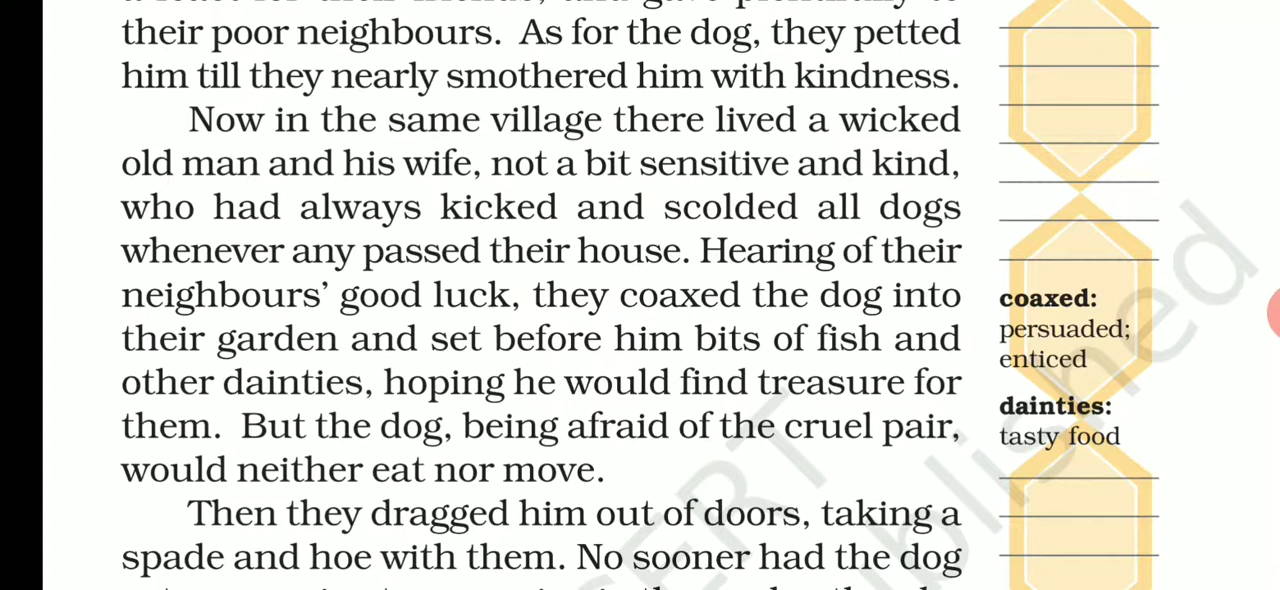 their poor neighbours. As for the dog, they petted
him till they nearly smothered him with kindness.
Now in the same village there lived a wicked
old man and his wife, not a bit sensitive and kind,
who had always kicked and scolded all dogs
whenever any passed their house. Hearing of their
neighbours’ good luck, they coaxed the dog into
their garden and set before him bits of fish and
other dainties, hoping he would find treasure for
them. But the dog, being afraid of the cruel pair,
would neither eat nor move.
Then they dragged him out of doors, taking a
spade and hoe with them. No sooner had the dog
coaxed:
persuaded;
enticed
dainties:
tasty food